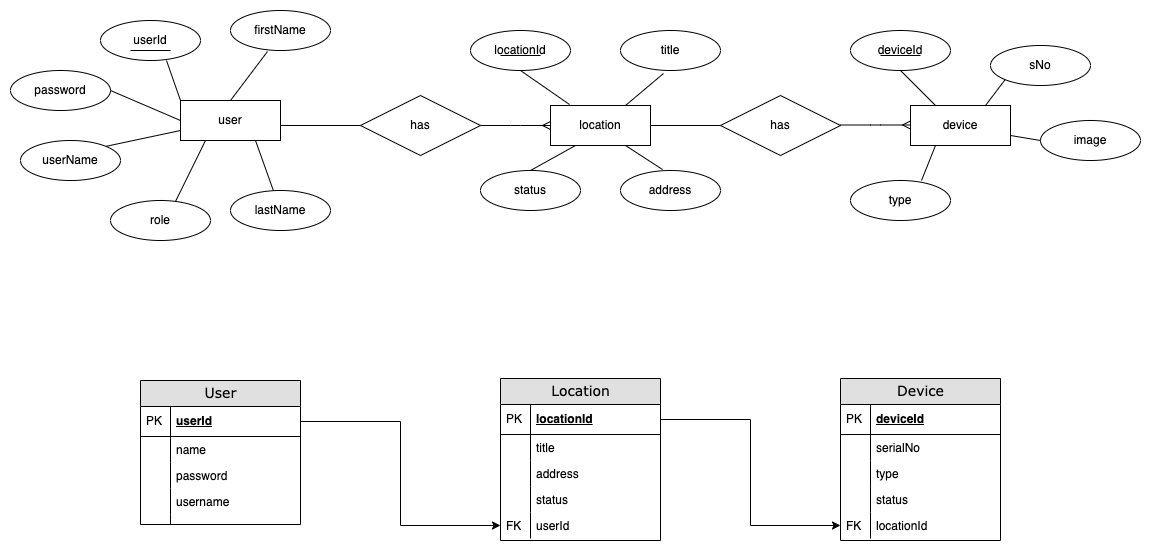 userId
firstName
password
user
userName
role
lastName
has
locationId
title
location
status
address
has
deviceId
sNo
device
image
type
User
PK userId
name
password
username
Location
PK locationId
title
address
status
FK userId
Device
PK deviceId
serialNo
type
status
FK locationId